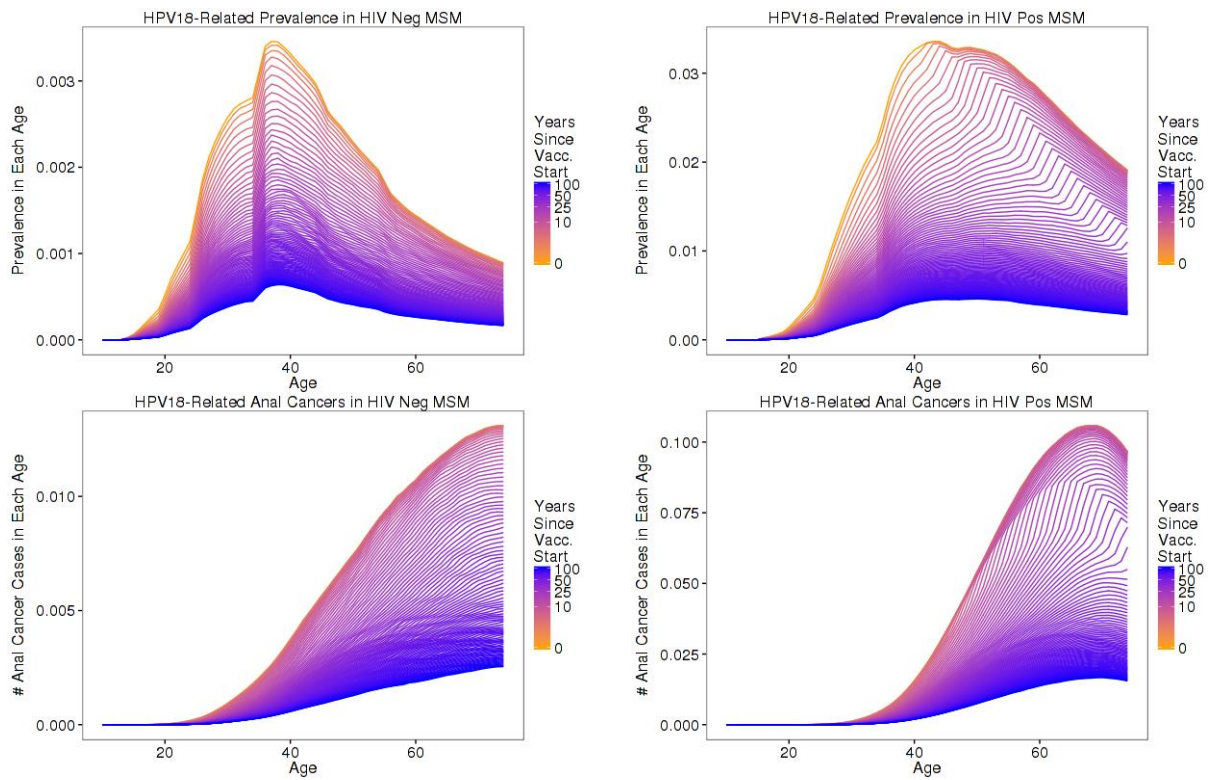 HPV18-Related Prevalence in HIV Neg MSM
Prevalence in Each Age
0.003
0.002
0.001
0.000
20
40
60
Age
Years
Since
Vacc.
Start
100
50
25
10
0
HPV18-Related Prevalence in HIV Pos MSM
Prevalence in Each Age
0.03
0.02
0.01
0.00
20
40
60
Age
Years
Since
Vacc.
Start
100
50
25
10
0
HPV18-Related Anal Cancers in HIV Neg MSM
# Anal Cancer Cases in Each Age
0.010
0.005
0.000
20
40
60
Age
Years
Since
Vacc.
Start
100
50
25
10
0
HPV18-Related Anal Cancers in HIV Pos MSM
# Anal Cancer Cases in Each Age
0.100
0.075
0.050
0.025
0.000
20
40
60
Age
Years
Since
Vacc.
Start
100
50
25
10
0